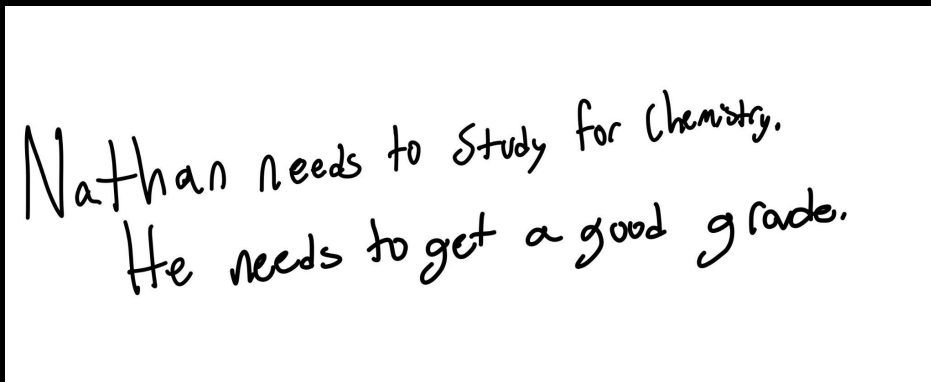 Nathan needs to study for Chemistry.
He needs to get a good grade.